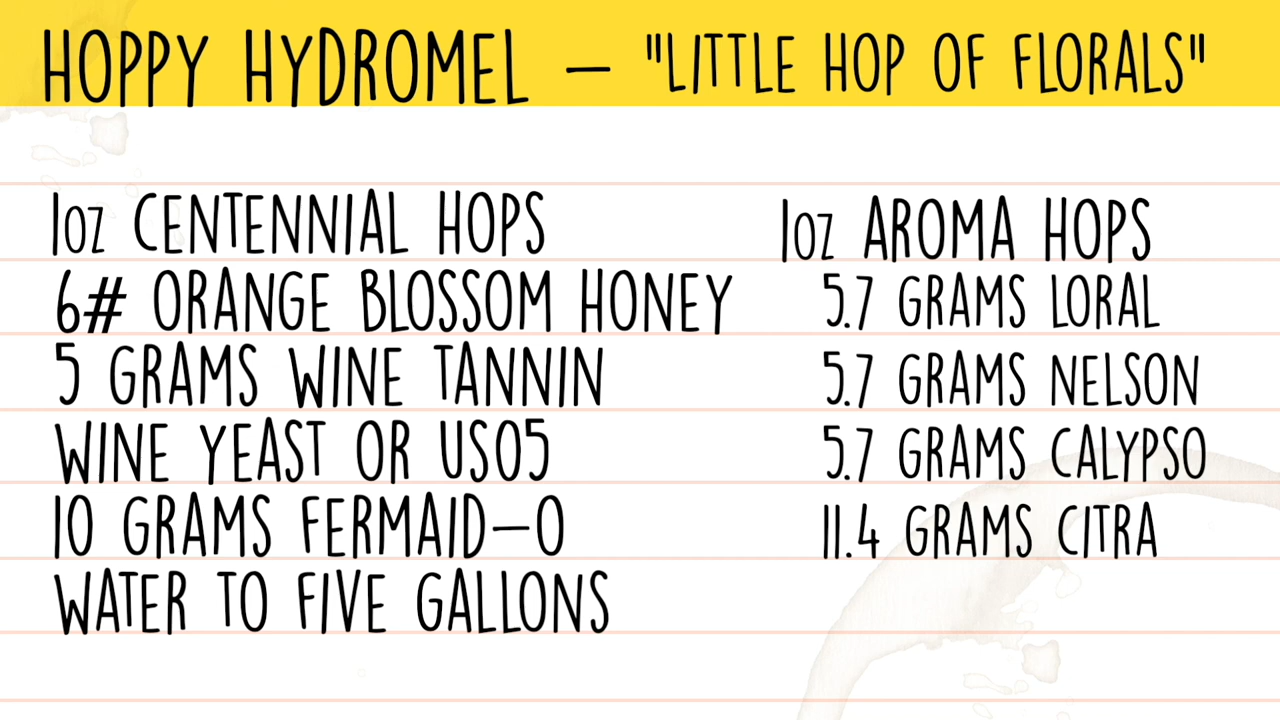 HOPPY HYDROMEL – "LITTLE HOP OF FLORALS"
1OZ CENTENNIAL HOPS
6# ORANGE BLOSSOM HONEY
5 GRAMS WINE TANNIN
WINE YEAST OR US05
10 GRAMS FERMAID-O
WATER TO FIVE GALLONS
1OZ AROMA HOPS
5.7 GRAMS LORAL
5.7 GRAMS NELSON
5.7 GRAMS CALYPSO
11.4 GRAMS CITRA